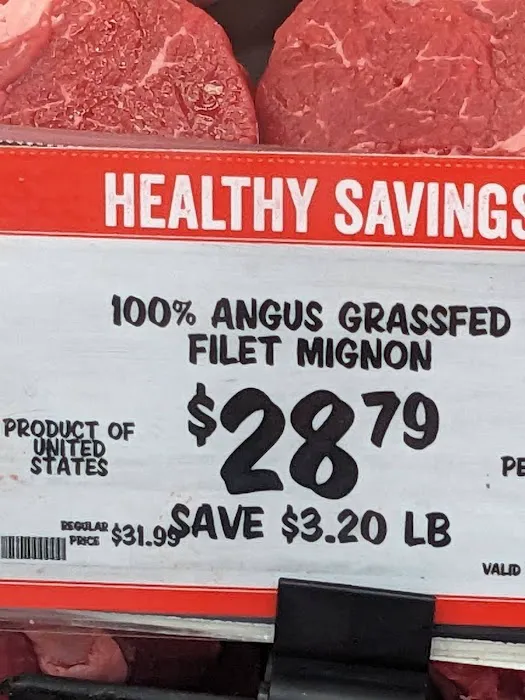 HEALTHY SAVINGS
100% ANGUS GRASSFED
FILET MIGNON
$28.79
PRODUCT OF
UNITED
STATES
PE
SAVE $3.20 LB
REGULAR
PRICE $31.99
VALID